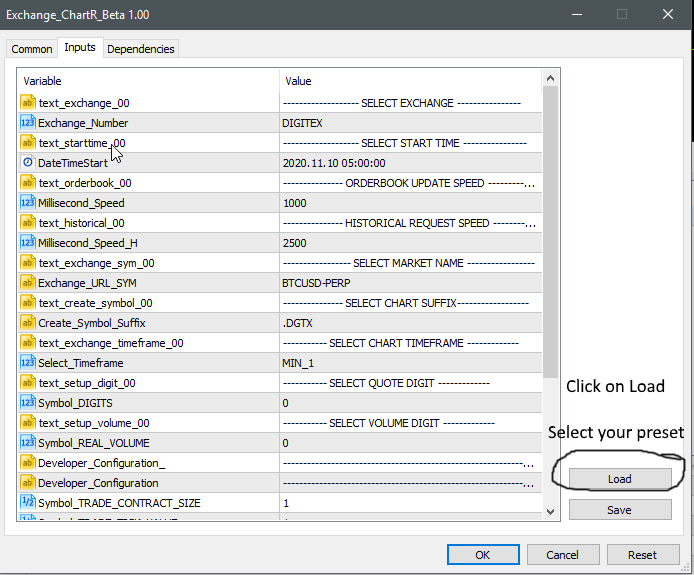 Exchange_ChartR_Beta 1.00
Common Inputs Dependencies
Variable Value
text_exchange_00 ------------------- SELECT EXCHANGE ----------------
Exchange_Number DIGITEX
text_starttime_00 ------------------- SELECT START TIME ----------------
DateTimeStart 2020.11.10 05:00:00
text_orderbook_00 --------------- ORDERBOOK UPDATE SPEED ---------...
Millisecond_Speed 1000
text_historical_00 --------------- HISTORICAL REQUEST SPEED --------...
Millisecond_Speed_H 2500
text_exchange_sym_00 ----------------- SELECT MARKET NAME -----------------
Exchange_URL_SYM BTCUSD-PERP
text_create_symbol_00 --------------- SELECT CHART SUFFIX------------------
Create_Symbol_Suffix .DGTX
text_exchange_timeframe_00 ----------- SELECT CHART TIMEFRAME -------------
Select_Timeframe MIN_1
text_setup_digit_00 ----------- SELECT QUOTE DIGIT -------------
Symbol_DIGITS 0
Click on Load
text_setup_volume_00 ----------- SELECT VOLUME DIGIT -------------
Select your preset
Symbol_REAL_VOLUME 0
Developer_Configuration_ ------------------------------------------------------------...
Developer_Configuration ------------------------------------------------------------...
Load
Symbol_TRADE_CONTRACT_SIZE 1
Save
OK Cancel Reset